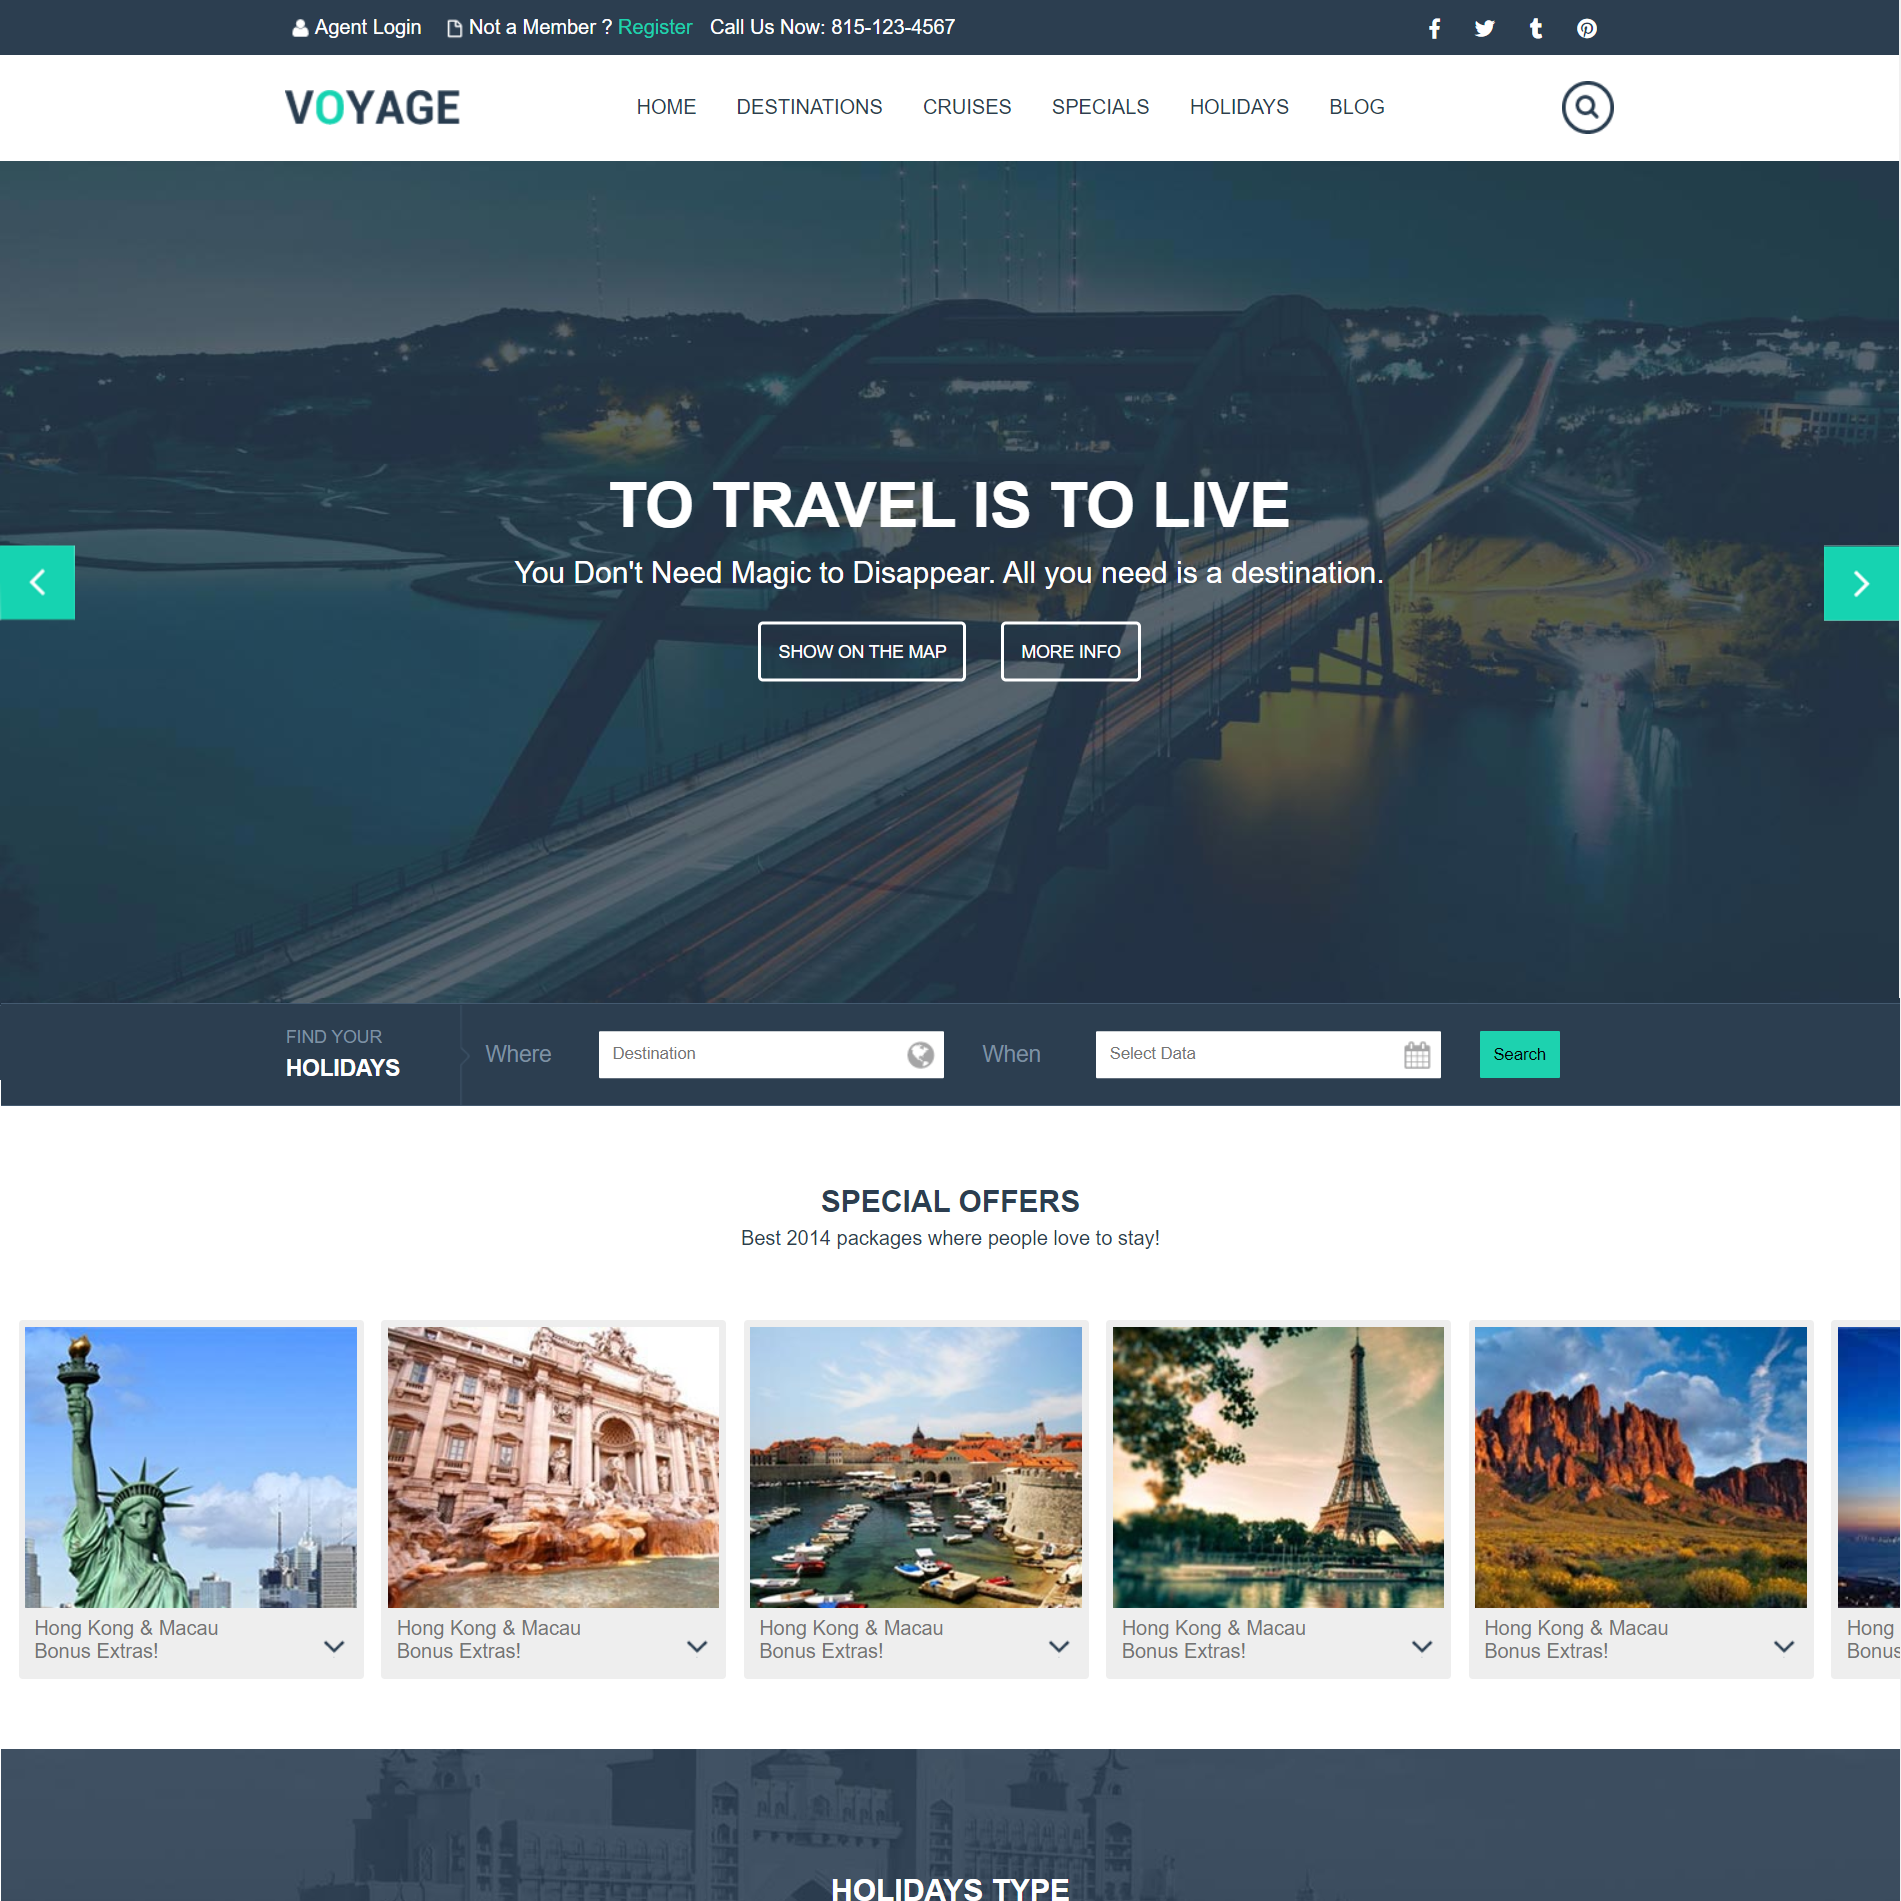 Agent Login Not a Member ? Register Call Us Now: 815-123-4567
VOYAGE
HOME DESTINATIONS CRUISES SPECIALS HOLIDAYS BLOG
TO TRAVEL IS TO LIVE
You Don't Need Magic to Disappear. All you need is a destination.
SHOW ON THE MAP MORE INFO
FIND YOUR
HOLIDAYS
Where Destination When Select Data Search
SPECIAL OFFERS
Best 2014 packages where people love to stay!
Hong Kong & Macau
Bonus Extras!
Hong Kong & Macau
Bonus Extras!
Hong Kong & Macau
Bonus Extras!
Hong Kong & Macau
Bonus Extras!
Hong Kong & Macau
Bonus Extras!
Hong
Bonus
HOLIDAYS TYPE